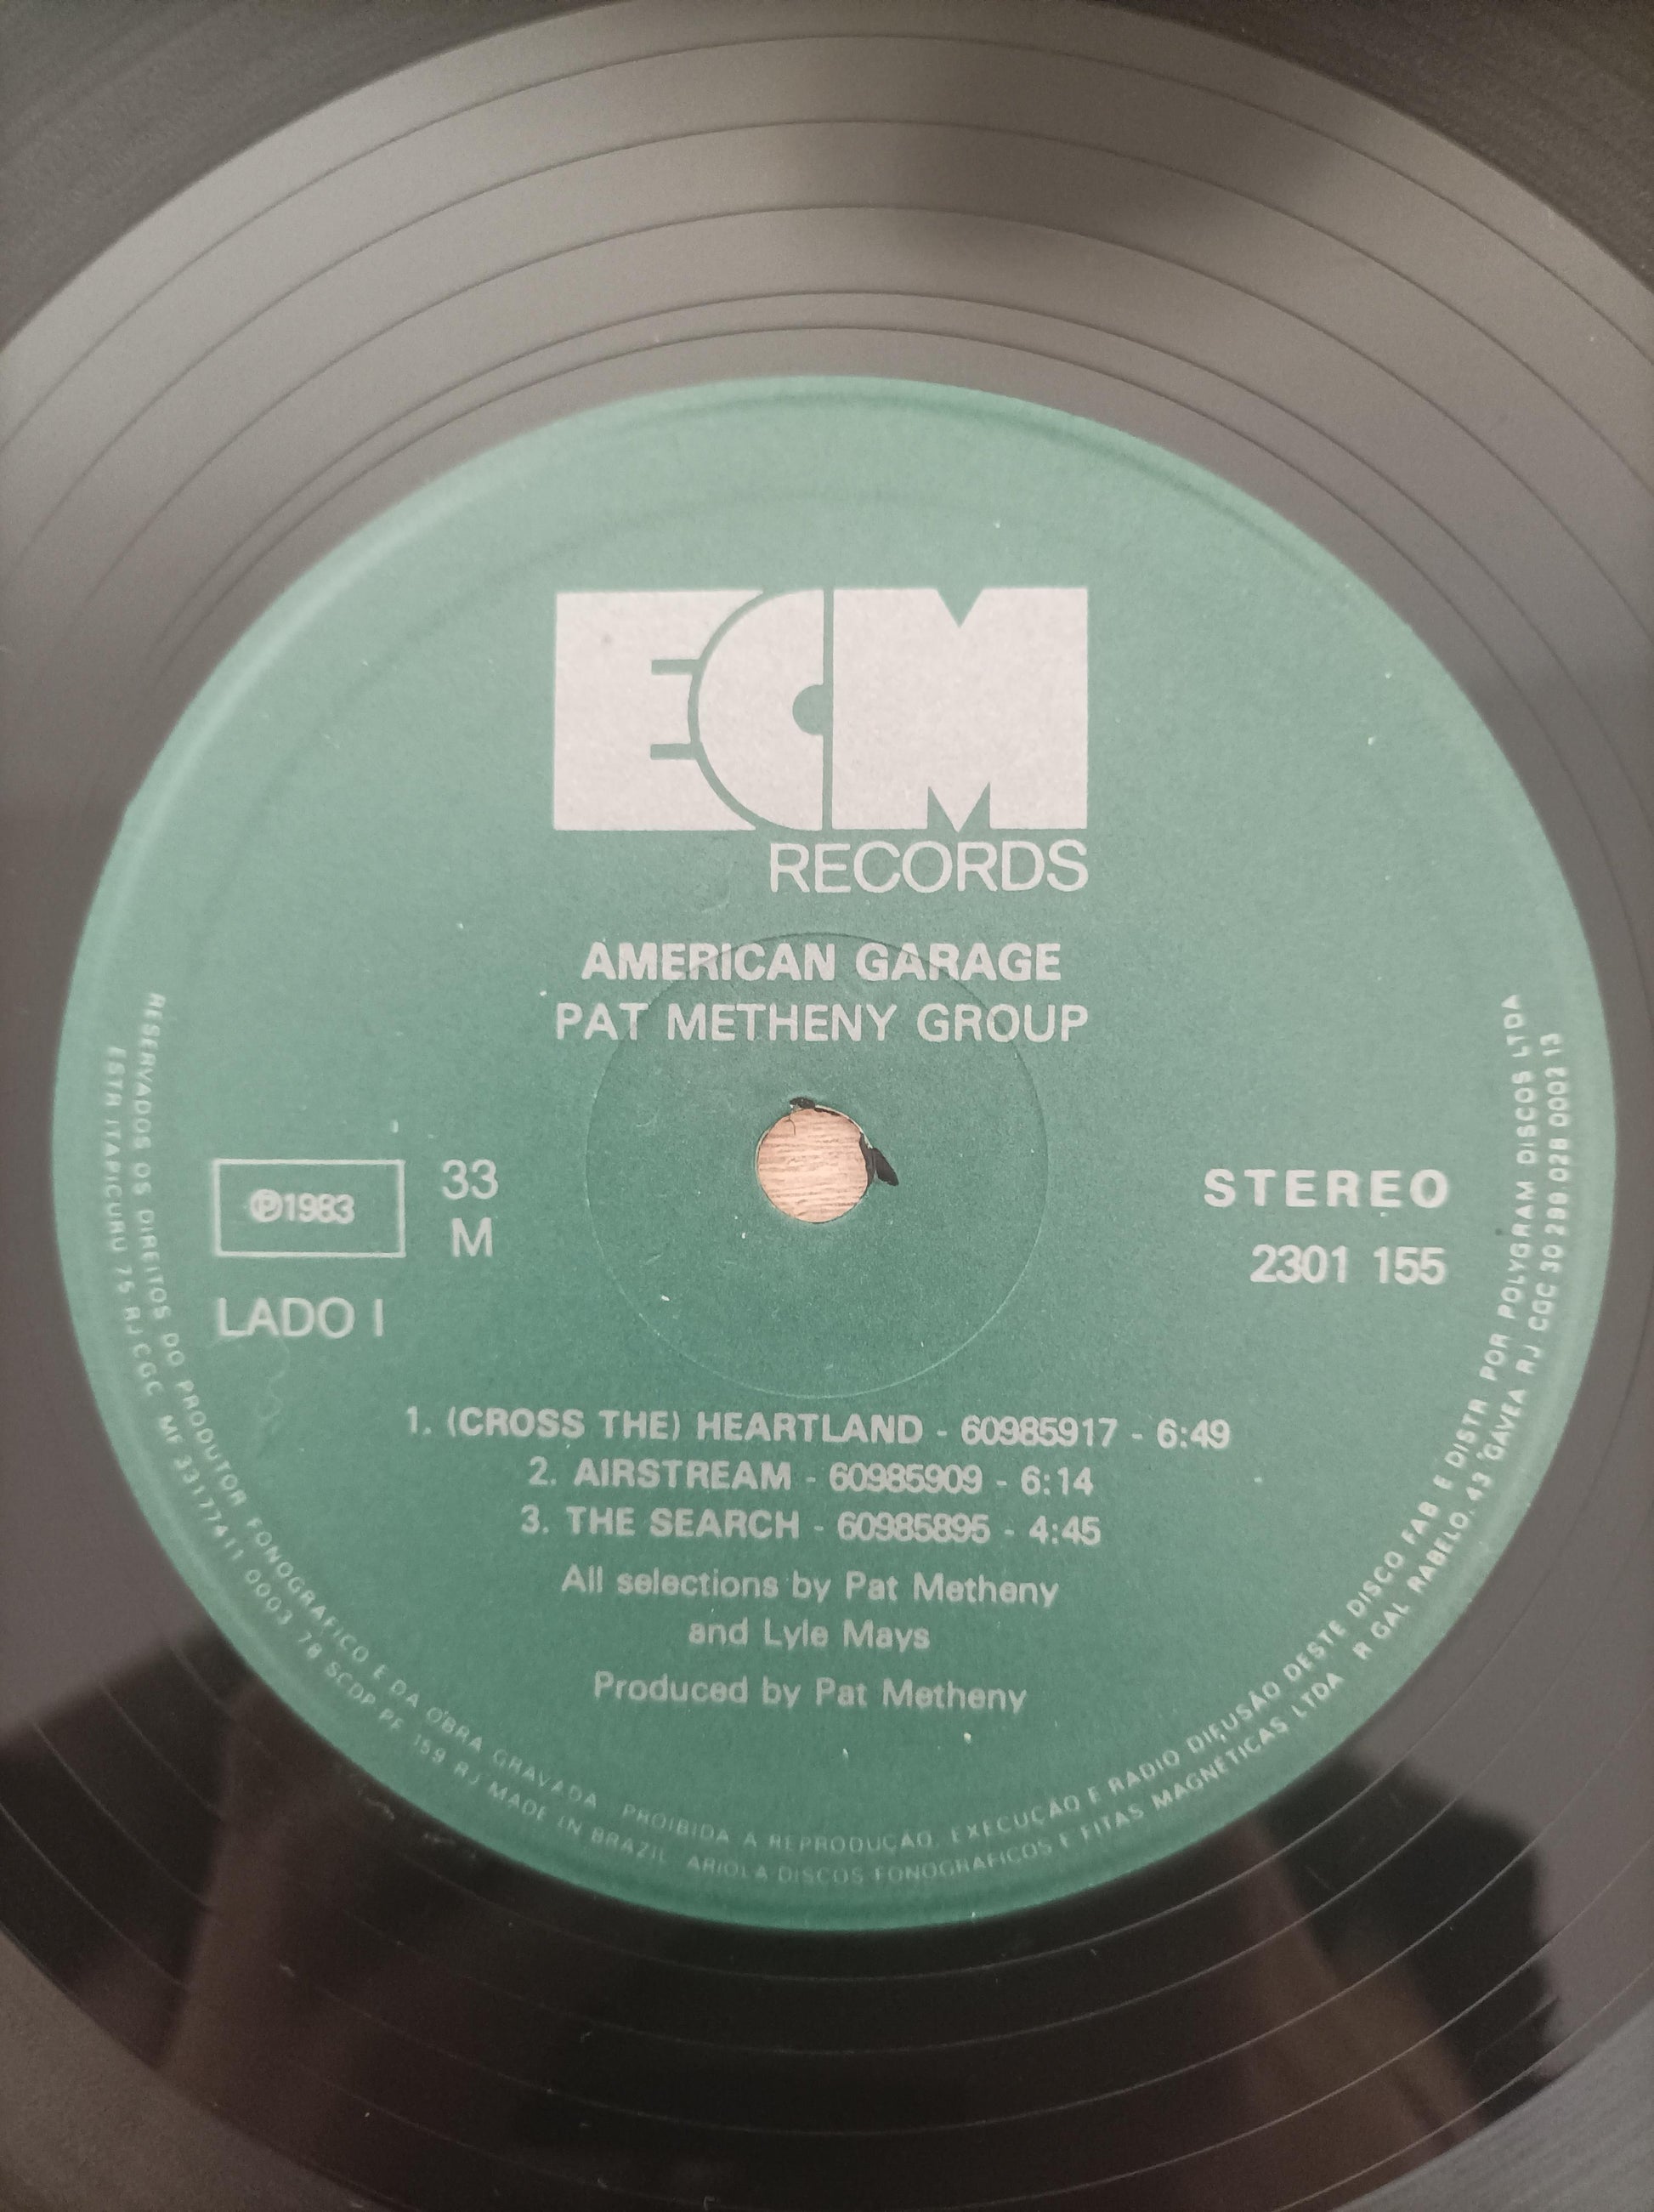 ECM
RECORDS
AMERICAN GARAGE
PAT METHENY GROUP
℗1983
33
M
LADO I
STEREO
2301 155
1. (CROSS THE) HEARTLAND - 60985917 - 6:49
2. AIRSTREAM - 60985909 - 6:14
3. THE SEARCH - 60985895 - 4:45
All selections by Pat Metheny
and Lyle Mays
Produced by Pat Metheny
RESERVADOS OS DIREITOS DO PRODUTOR FONOGRAFICO E DA OBRA GRAVADA PROIBIDA A REPRODUÇÃO, EXECUÇÃO E RADIO DIFUSÃO DESTE DISCO FAB E DISTR POR POLYGRAM DISCOS LTDA
ESTR ITAPICURU 75 RJ CGC MF 33177411 0003 78 SCDP PF 159 RJ MADE IN BRAZIL ARIOLA DISCOS FONOGRAFICOS E FITAS MAGNÉTICAS LTDA R GAL RABELO, 43 GAVEA RJ CGC 30 299 028 0002 13